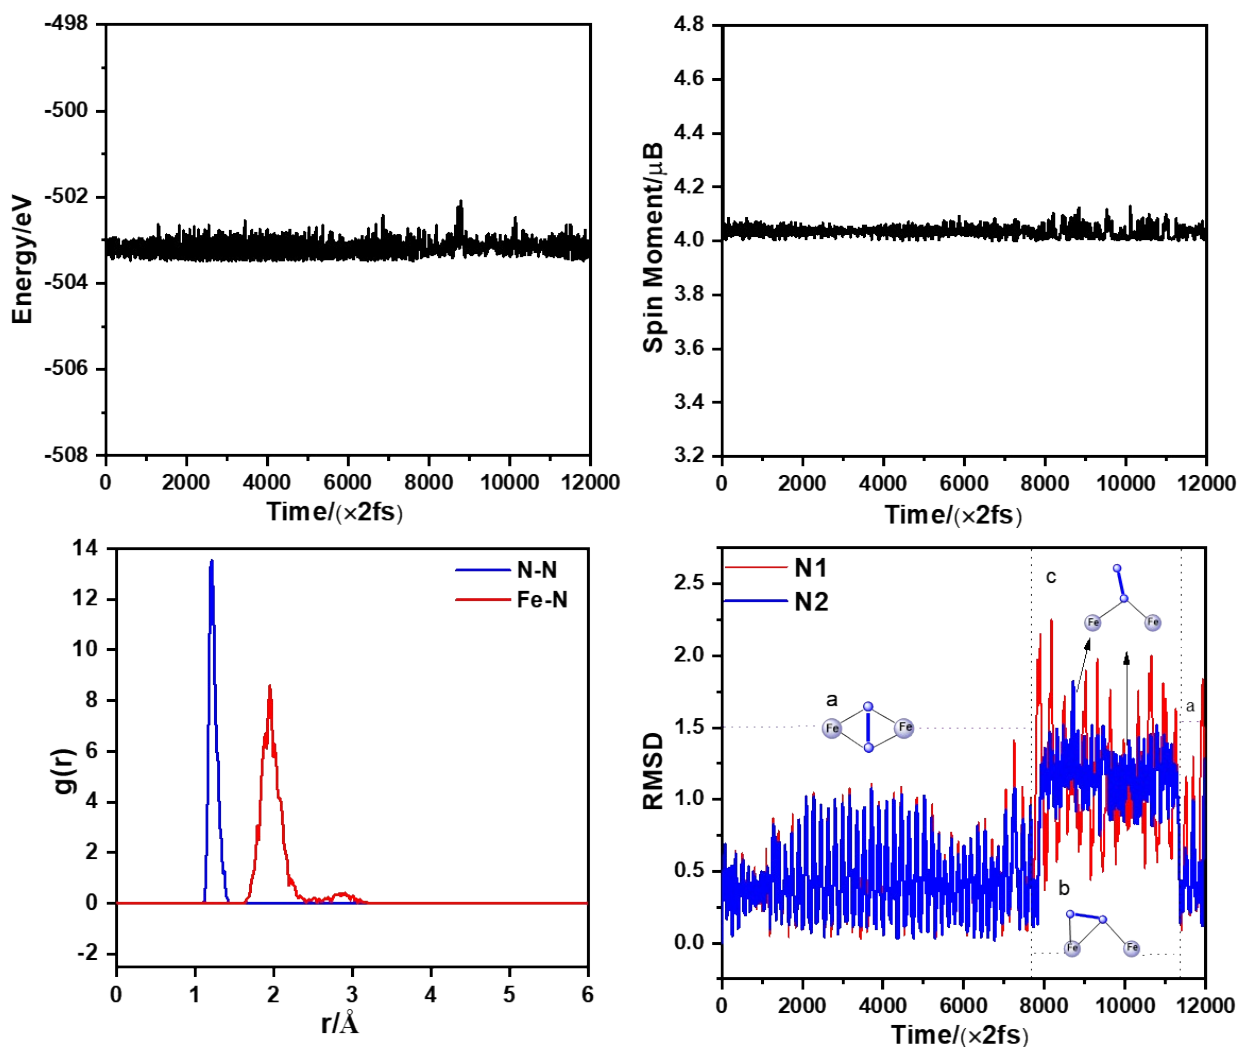 -498
-500
-502
-504
-506
-508
Energy/eV
0 2000 4000 6000 8000 10000 12000
Time/(×2fs)
4.8
4.6
4.4
4.2
4.0
3.8
3.6
3.4
3.2
Spin Moment/μB
0 2000 4000 6000 8000 10000 12000
Time/(×2fs)
14
12
10
8
6
4
2
0
-2
g(r)
N-N
Fe-N
0 1 2 3 4 5 6
r/Å
2.5
2.0
1.5
1.0
0.5
0.0
RMSD
N1
N2
c
Fe Fe
a
Fe Fe
a
b
Fe Fe
0 2000 4000 6000 8000 10000 12000
Time/(×2fs)